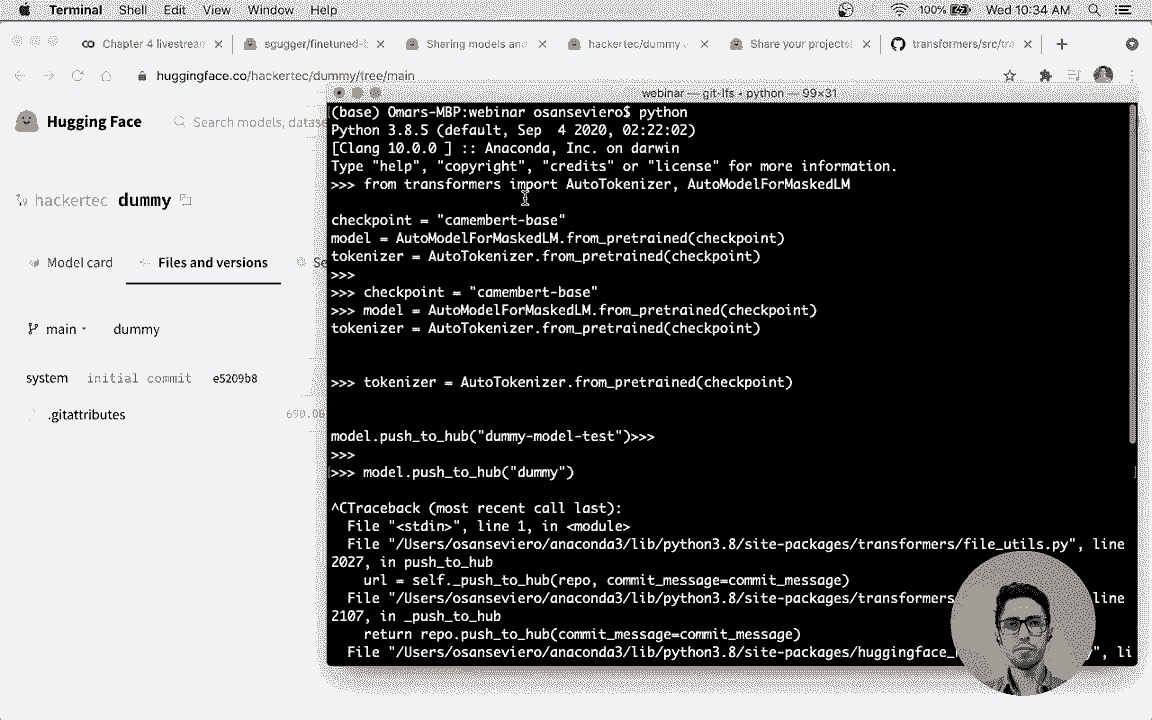 Terminal Shell Edit View Window Help 100% Wed 10:34 AM
Chapter 4 livestream
sgugger/finetuned-b
Sharing models and
hackertec/dummy
Share your projects!
transformers/src/tra
huggingface.co/hackertec/dummy/tree/main
Hugging Face
Search models, datase
hackertec dummy
Model card
Files and versions
Se
main
dummy
system initial commit e5209b8
.gitattributes
690.00
webinar — git-lfs • python — 99×31
(base) Omars-MBP:webinar osanseviero$ python
Python 3.8.5 (default, Sep  4 2020, 02:22:02)
[Clang 10.0.0 ] :: Anaconda, Inc. on darwin
Type "help", "copyright", "credits" or "license" for more information.
>>> from transformers import AutoTokenizer, AutoModelForMaskedLM
checkpoint = "camembert-base"
model = AutoModelForMaskedLM.from_pretrained(checkpoint)
tokenizer = AutoTokenizer.from_pretrained(checkpoint)
>>>
>>> checkpoint = "camembert-base"
>>> model = AutoModelForMaskedLM.from_pretrained(checkpoint)
tokenizer = AutoTokenizer.from_pretrained(checkpoint)
>>> tokenizer = AutoTokenizer.from_pretrained(checkpoint)
model.push_to_hub("dummy-model-test")>>>
>>>
>>> model.push_to_hub("dummy")
^CTraceback (most recent call last):
File "<stdin>", line 1, in <module>
File "/Users/osanseviero/anaconda3/lib/python3.8/site-packages/transformers/file_utils.py", line
2027, in push_to_hub
url = self._push_to_hub(repo, commit_message=commit_message)
File "/Users/osanseviero/anaconda3/lib/python3.8/site-packages/transformers line
2107, in _push_to_hub
return repo.push_to_hub(commit_message=commit_message)
File "/Users/osanseviero/anaconda3/lib/python3.8/site-packages/huggingface_ y", li